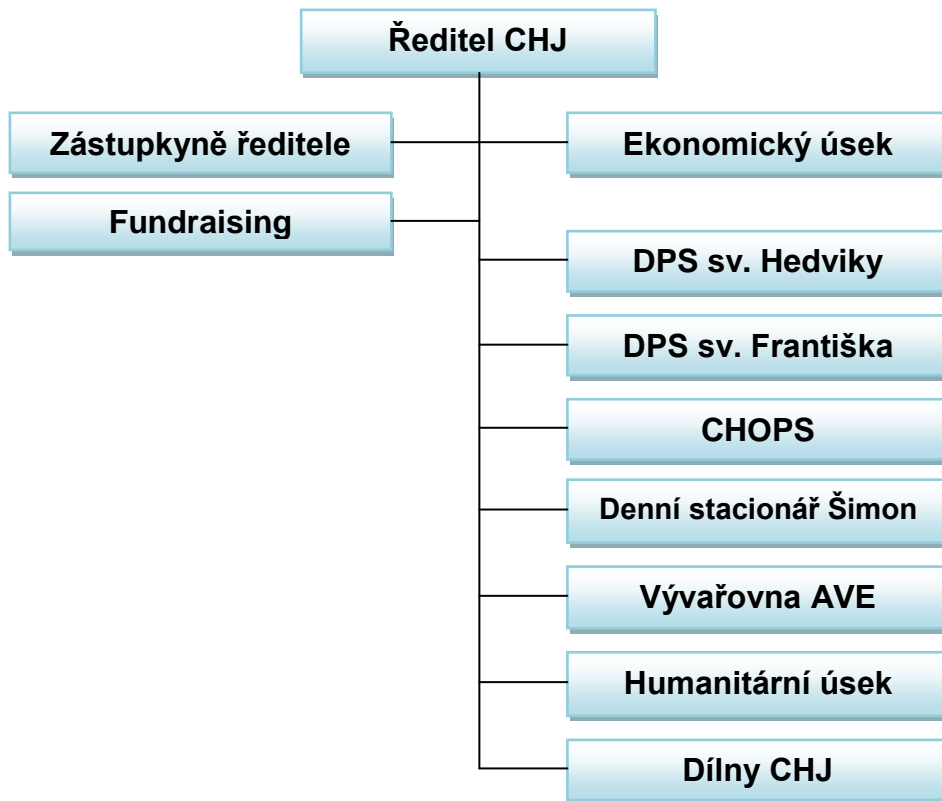 Ředitel CHJ
Zástupkyně ředitele
Ekonomický úsek
Fundraising
DPS sv. Hedviky
DPS sv. Františka
CHOPS
Denní stacionář Šimon
Vývařovna AVE
Humanitární úsek
Dílny CHJ